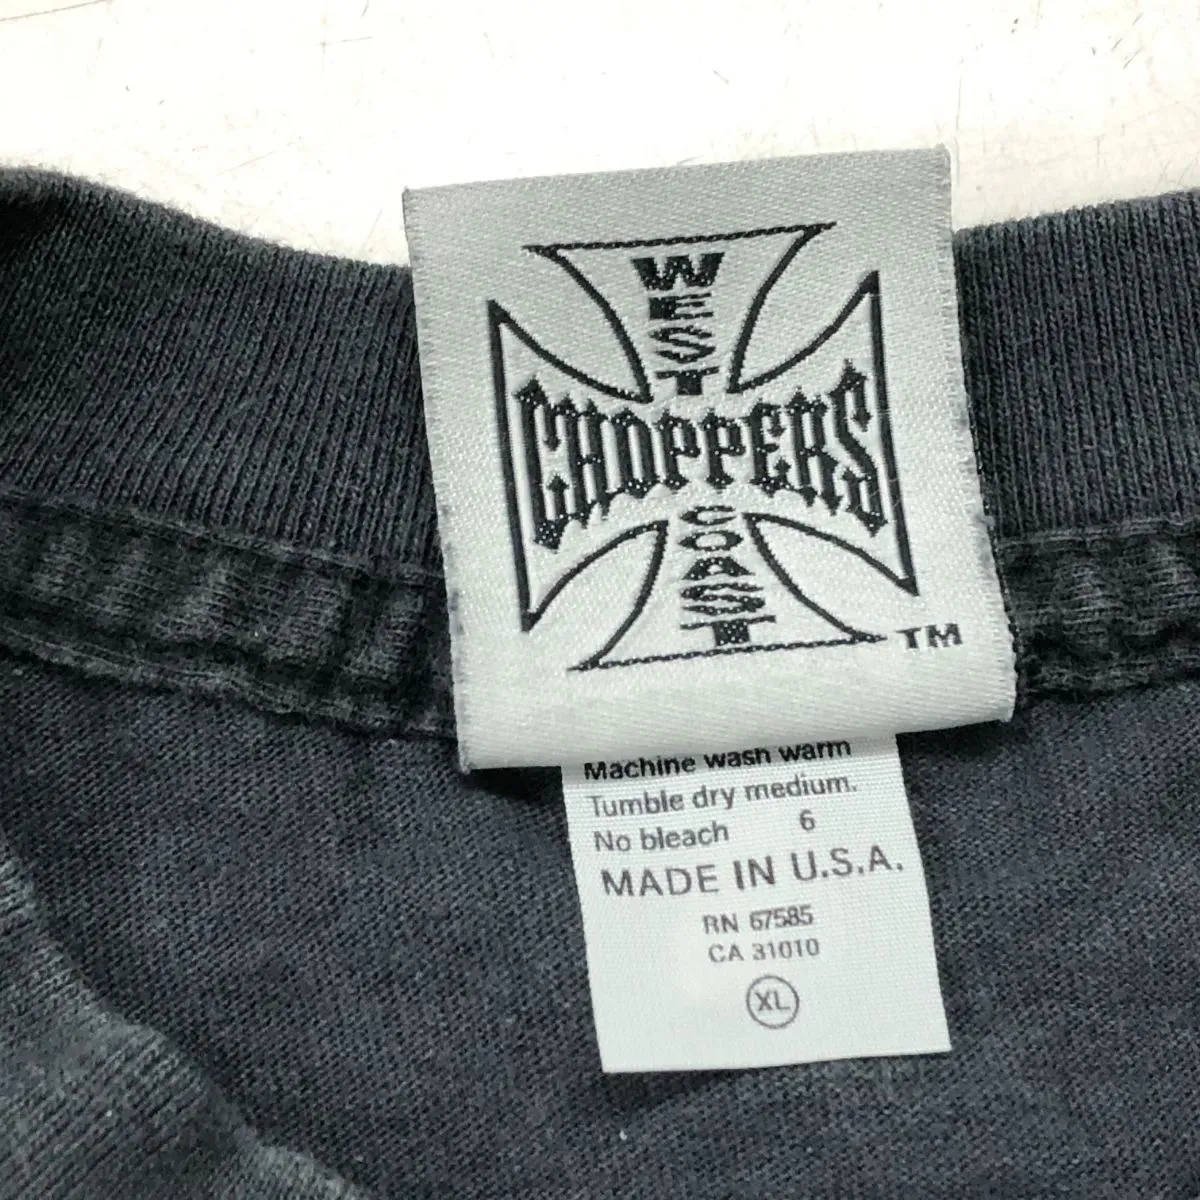 WEST
CHOPPERS
COAST
TM
Machine wash warm
Tumble dry medium.
No bleach 6
MADE IN U.S.A.
RN 67585
CA 31010
XL